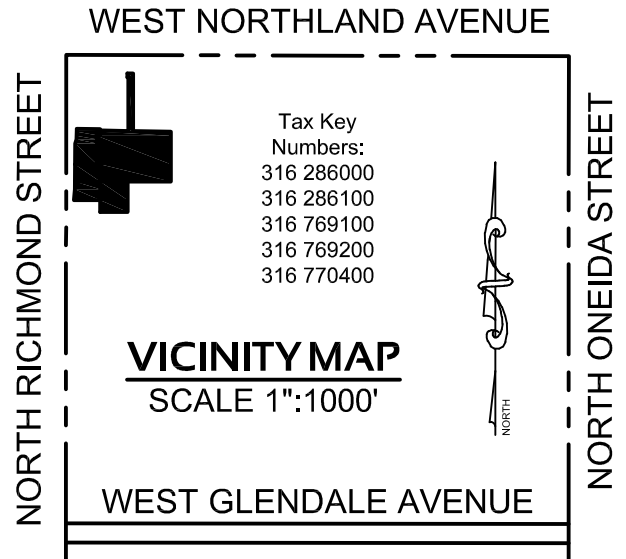 WEST NORTHLAND AVENUE
NORTH RICHMOND STREET
Tax Key
Numbers:
316 286000
316 286100
316 769100
316 769200
316 770400
NORTH ONEIDA STREET
VICINITY MAP
SCALE 1":1000'
NORTH
WEST GLENDALE AVENUE